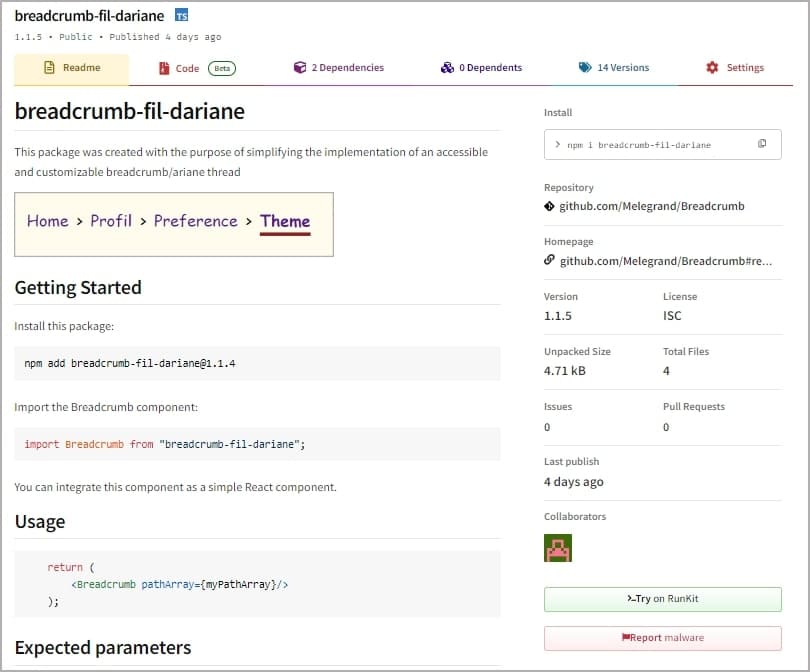 breadcrumb-fil-dariane TS
1.1.5 • Public • Published 4 days ago
Readme
Code Beta
2 Dependencies
0 Dependents
14 Versions
Settings
breadcrumb-fil-dariane
This package was created with the purpose of simplifying the implementation of an accessible
and customizable breadcrumb/ariane thread
Home > Profil > Preference > Theme
Getting Started
Install this package:
npm add breadcrumb-fil-dariane@1.1.4
Import the Breadcrumb component:
import Breadcrumb from "breadcrumb-fil-dariane";
You can integrate this component as a simple React component.
Usage
return (
<Breadcrumb pathArray={myPathArray}/>
);
Expected parameters
Install
> npm i breadcrumb-fil-dariane
Repository
github.com/Melegrand/Breadcrumb
Homepage
github.com/Melegrand/Breadcrumb#re...
Version
1.1.5
License
ISC
Unpacked Size
4.71 kB
Total Files
4
Issues
0
Pull Requests
0
Last publish
4 days ago
Collaborators
>-Try on RunKit
Report malware